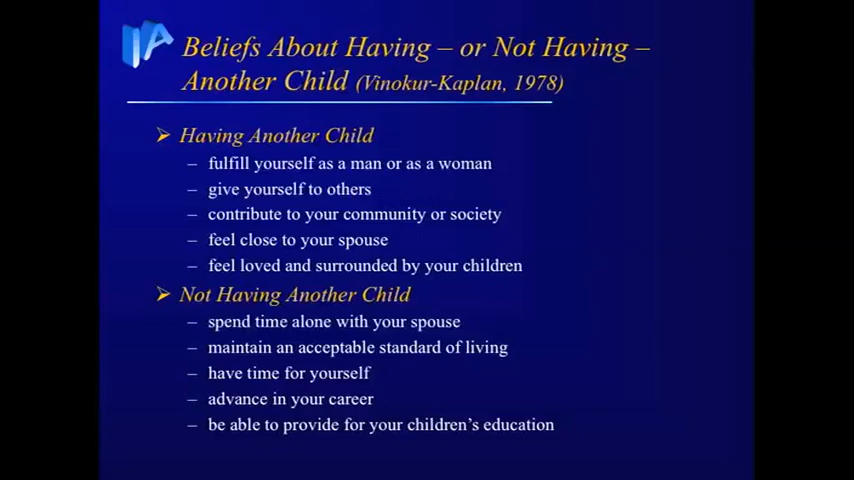 Beliefs About Having – or Not Having –
Another Child (Vinokur-Kaplan, 1978)
➢ Having Another Child
– fulfill yourself as a man or as a woman
– give yourself to others
– contribute to your community or society
– feel close to your spouse
– feel loved and surrounded by your children
➢ Not Having Another Child
– spend time alone with your spouse
– maintain an acceptable standard of living
– have time for yourself
– advance in your career
– be able to provide for your children’s education